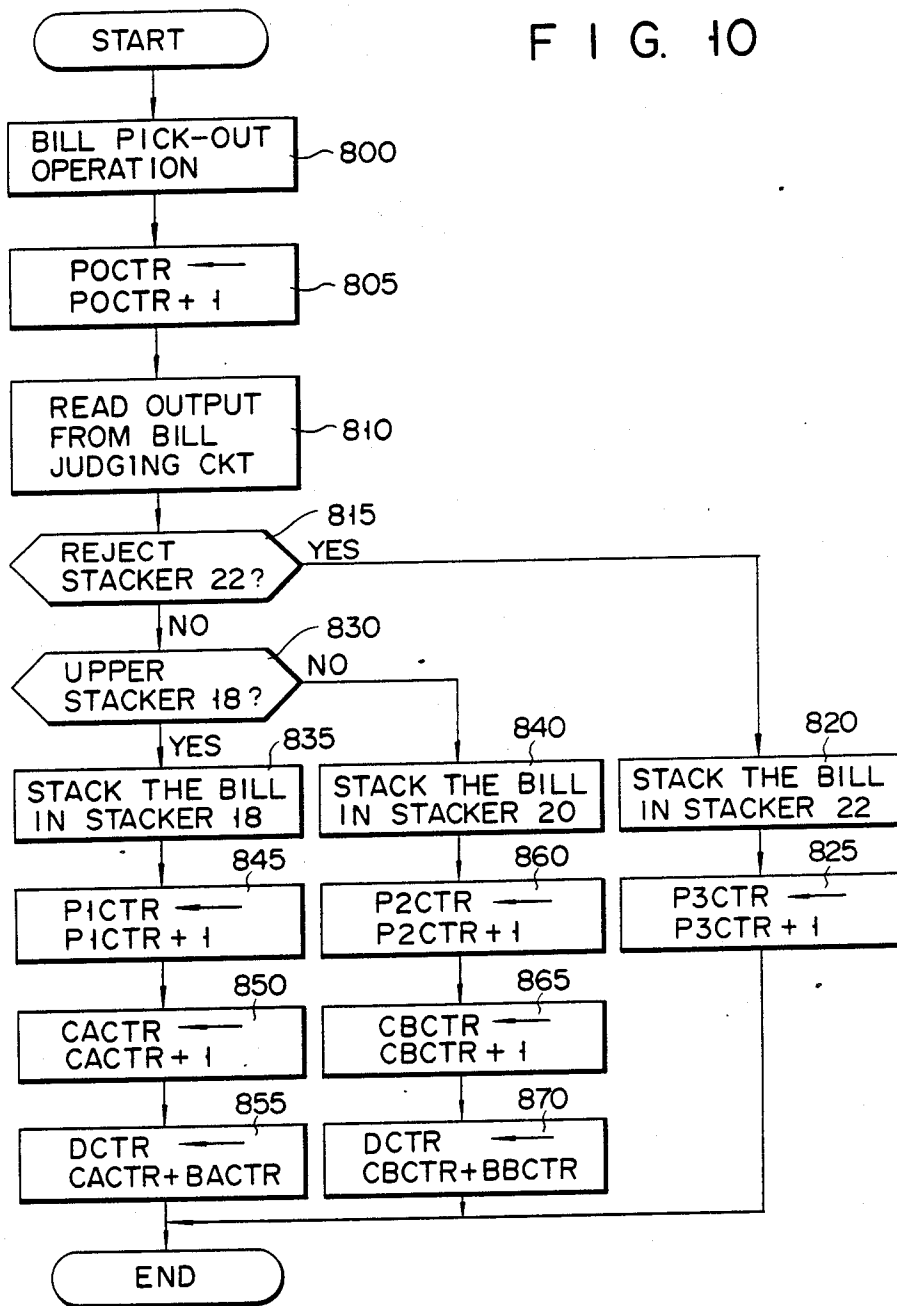 FIG. 10
START
BILL PICK-OUT
OPERATION
800
POCTR ←
POCTR + 1
805
READ OUTPUT
FROM BILL
JUDGING CKT
810
815
REJECT
STACKER 22?
YES
NO
830
UPPER
STACKER 18?
NO
YES
835
STACK THE BILL
IN STACKER 18
840
STACK THE BILL
IN STACKER 20
820
STACK THE BILL
IN STACKER 22
845
P1CTR ←
P1CTR + 1
860
P2CTR ←
P2CTR + 1
825
P3CTR ←
P3CTR + 1
850
CACTR ←
CACTR + 1
865
CBCTR ←
CBCTR + 1
855
DCTR ←
CACTR+BACTR
870
DCTR ←
CBCTR+BBCTR
END